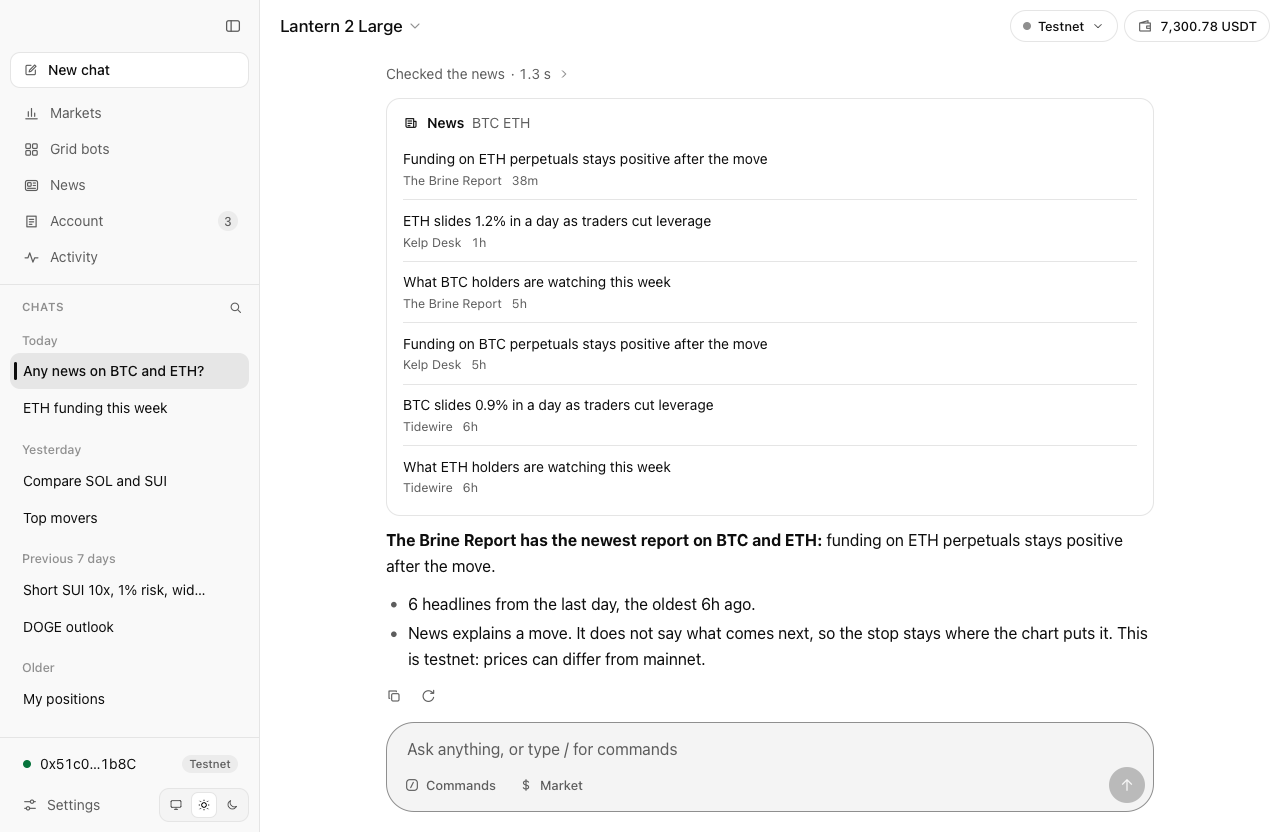 New chat
Markets
Grid bots
News
Account 3
Activity
CHATS
Today
Any news on BTC and ETH?
ETH funding this week
Yesterday
Compare SOL and SUI
Top movers
Previous 7 days
Short SUI 10x, 1% risk, wid...
DOGE outlook
Older
My positions
0x51c0...1b8C Testnet
Settings
Lantern 2 Large
Testnet
7,300.78 USDT
Checked the news · 1.3 s
News BTC ETH
Funding on ETH perpetuals stays positive after the move
The Brine Report 38m
ETH slides 1.2% in a day as traders cut leverage
Kelp Desk 1h
What BTC holders are watching this week
The Brine Report 5h
Funding on BTC perpetuals stays positive after the move
Kelp Desk 5h
BTC slides 0.9% in a day as traders cut leverage
Tidewire 6h
What ETH holders are watching this week
Tidewire 6h
The Brine Report has the newest report on BTC and ETH: funding on ETH perpetuals stays positive
after the move.
• 6 headlines from the last day, the oldest 6h ago.
• News explains a move. It does not say what comes next, so the stop stays where the chart puts it. This
is testnet: prices can differ from mainnet.
Ask anything, or type / for commands
Commands
$ Market